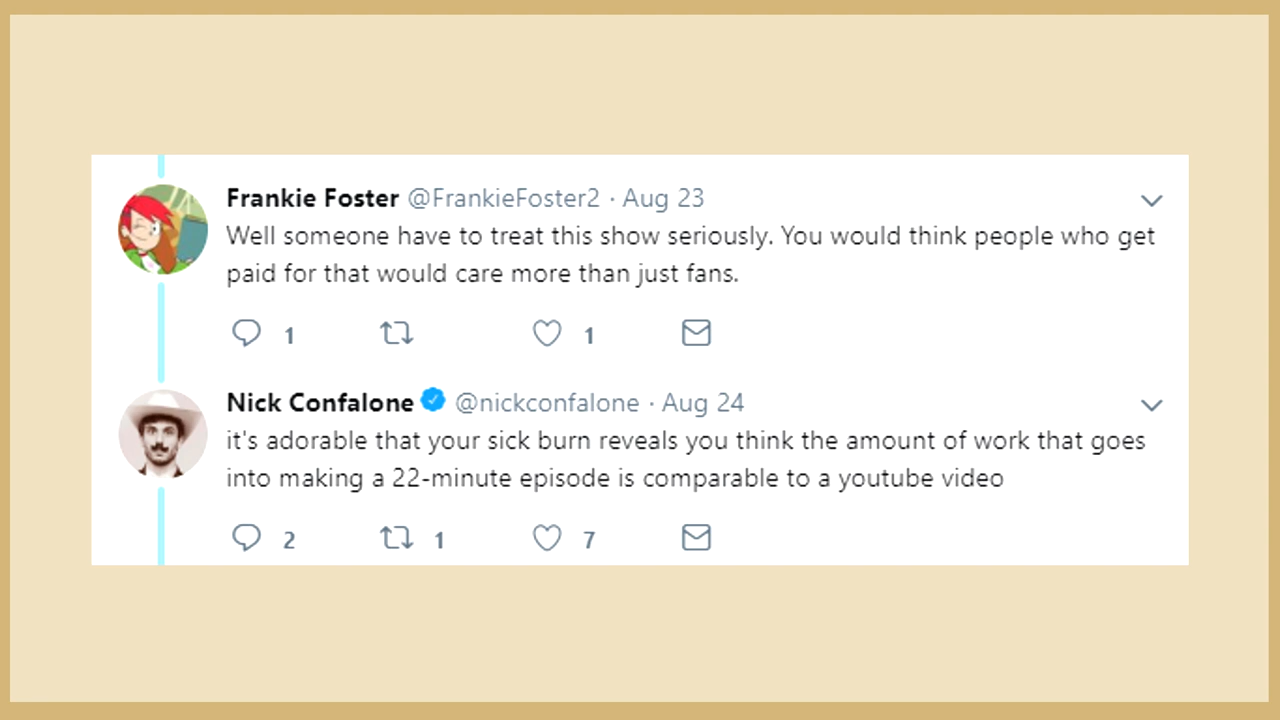 Frankie Foster @FrankieFoster2 · Aug 23
Well someone have to treat this show seriously. You would think people who get
paid for that would care more than just fans.
1 1
Nick Confalone @nickconfalone · Aug 24
it's adorable that your sick burn reveals you think the amount of work that goes
into making a 22-minute episode is comparable to a youtube video
2 1 7